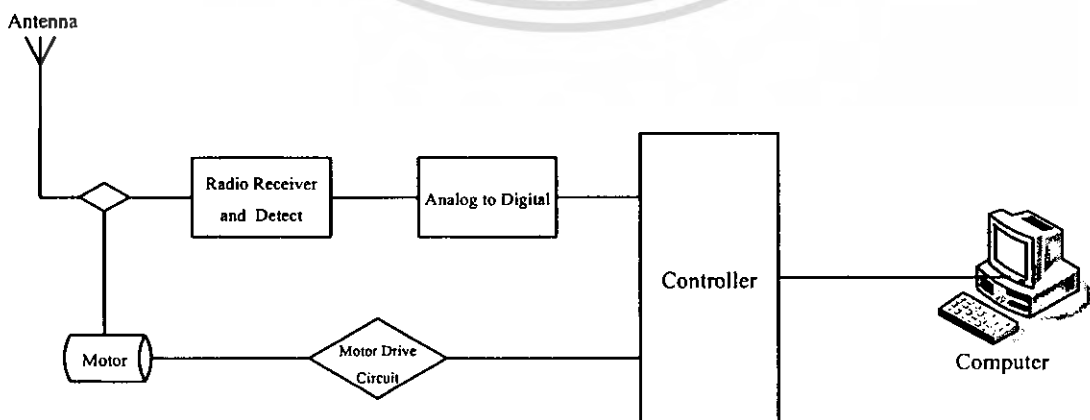 Antenna
Radio Receiver
and Detect
Analog to Digital
Controller
Motor
Motor Drive
Circuit
Computer